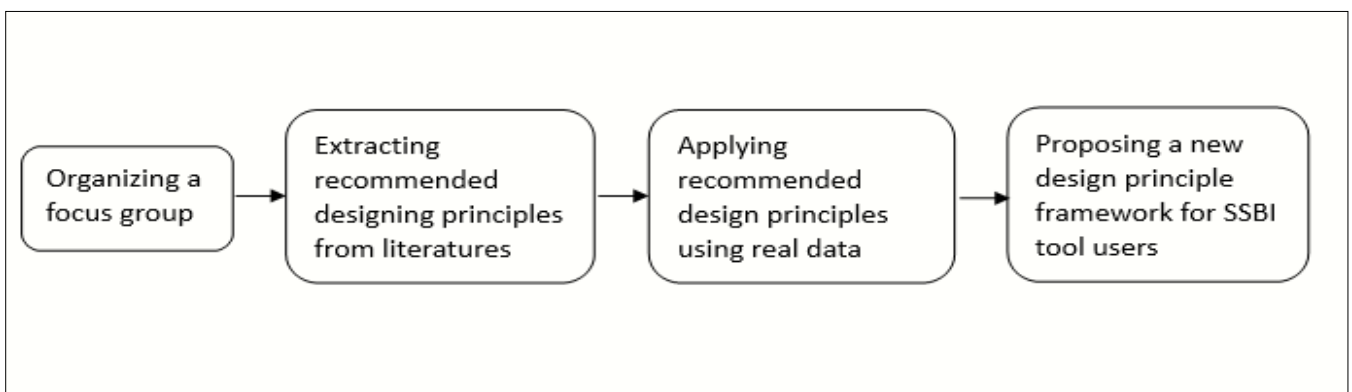 Organizing a
focus group
Extracting
recommended
designing principles
from literatures
Applying
recommended
design principles
using real data
Proposing a new
design principle
framework for SSBI
tool users